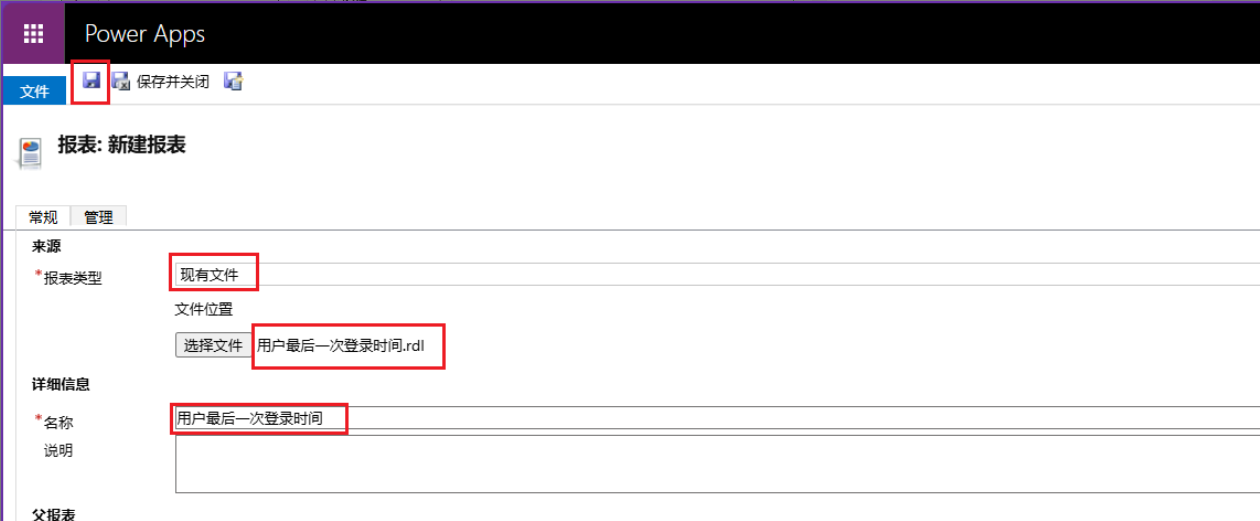 Power Apps
文件 保存并关闭
报表: 新建报表
常规 管理
来源
*报表类型 现有文件
文件位置
选择文件 用户最后一次登录时间.rdl
详细信息
*名称 用户最后一次登录时间
说明
父报表